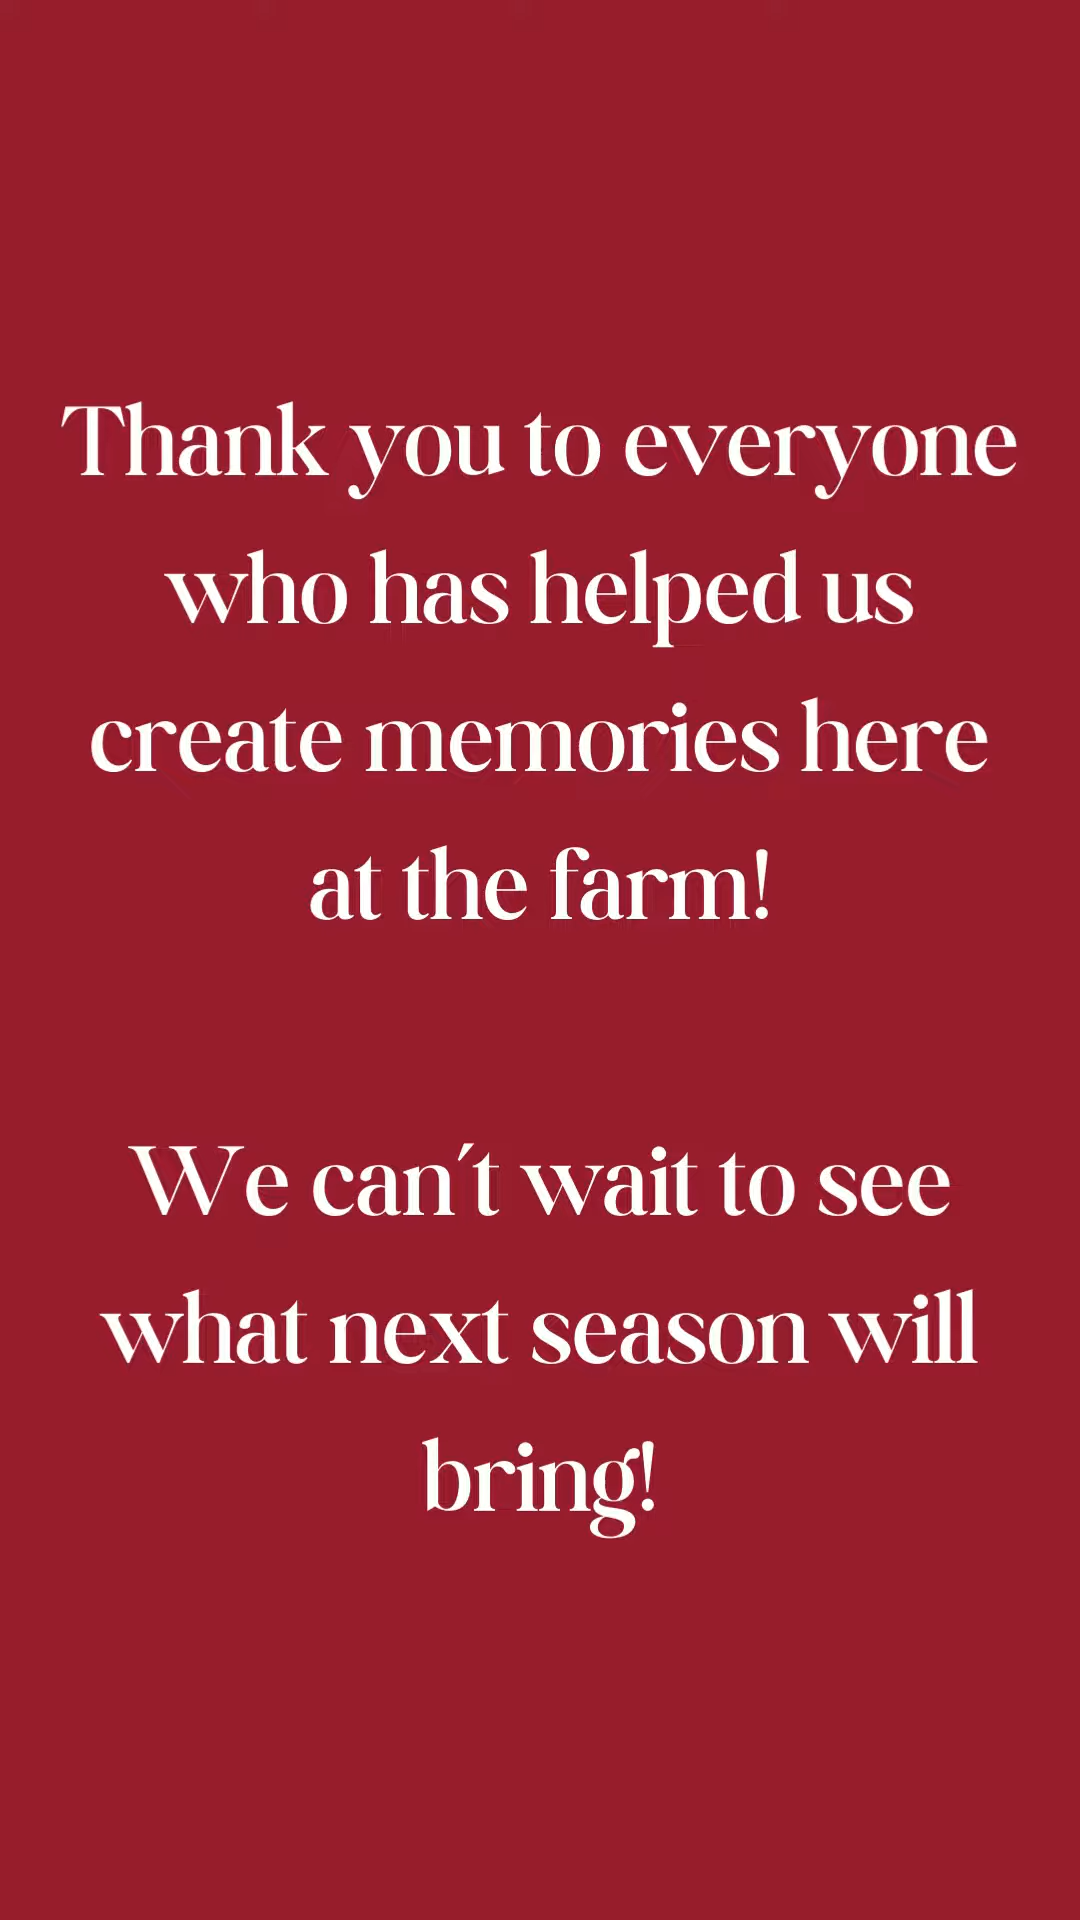 Thank you to everyone
who has helped us
create memories here
at the farm!
We can't wait to see
what next season will
bring!